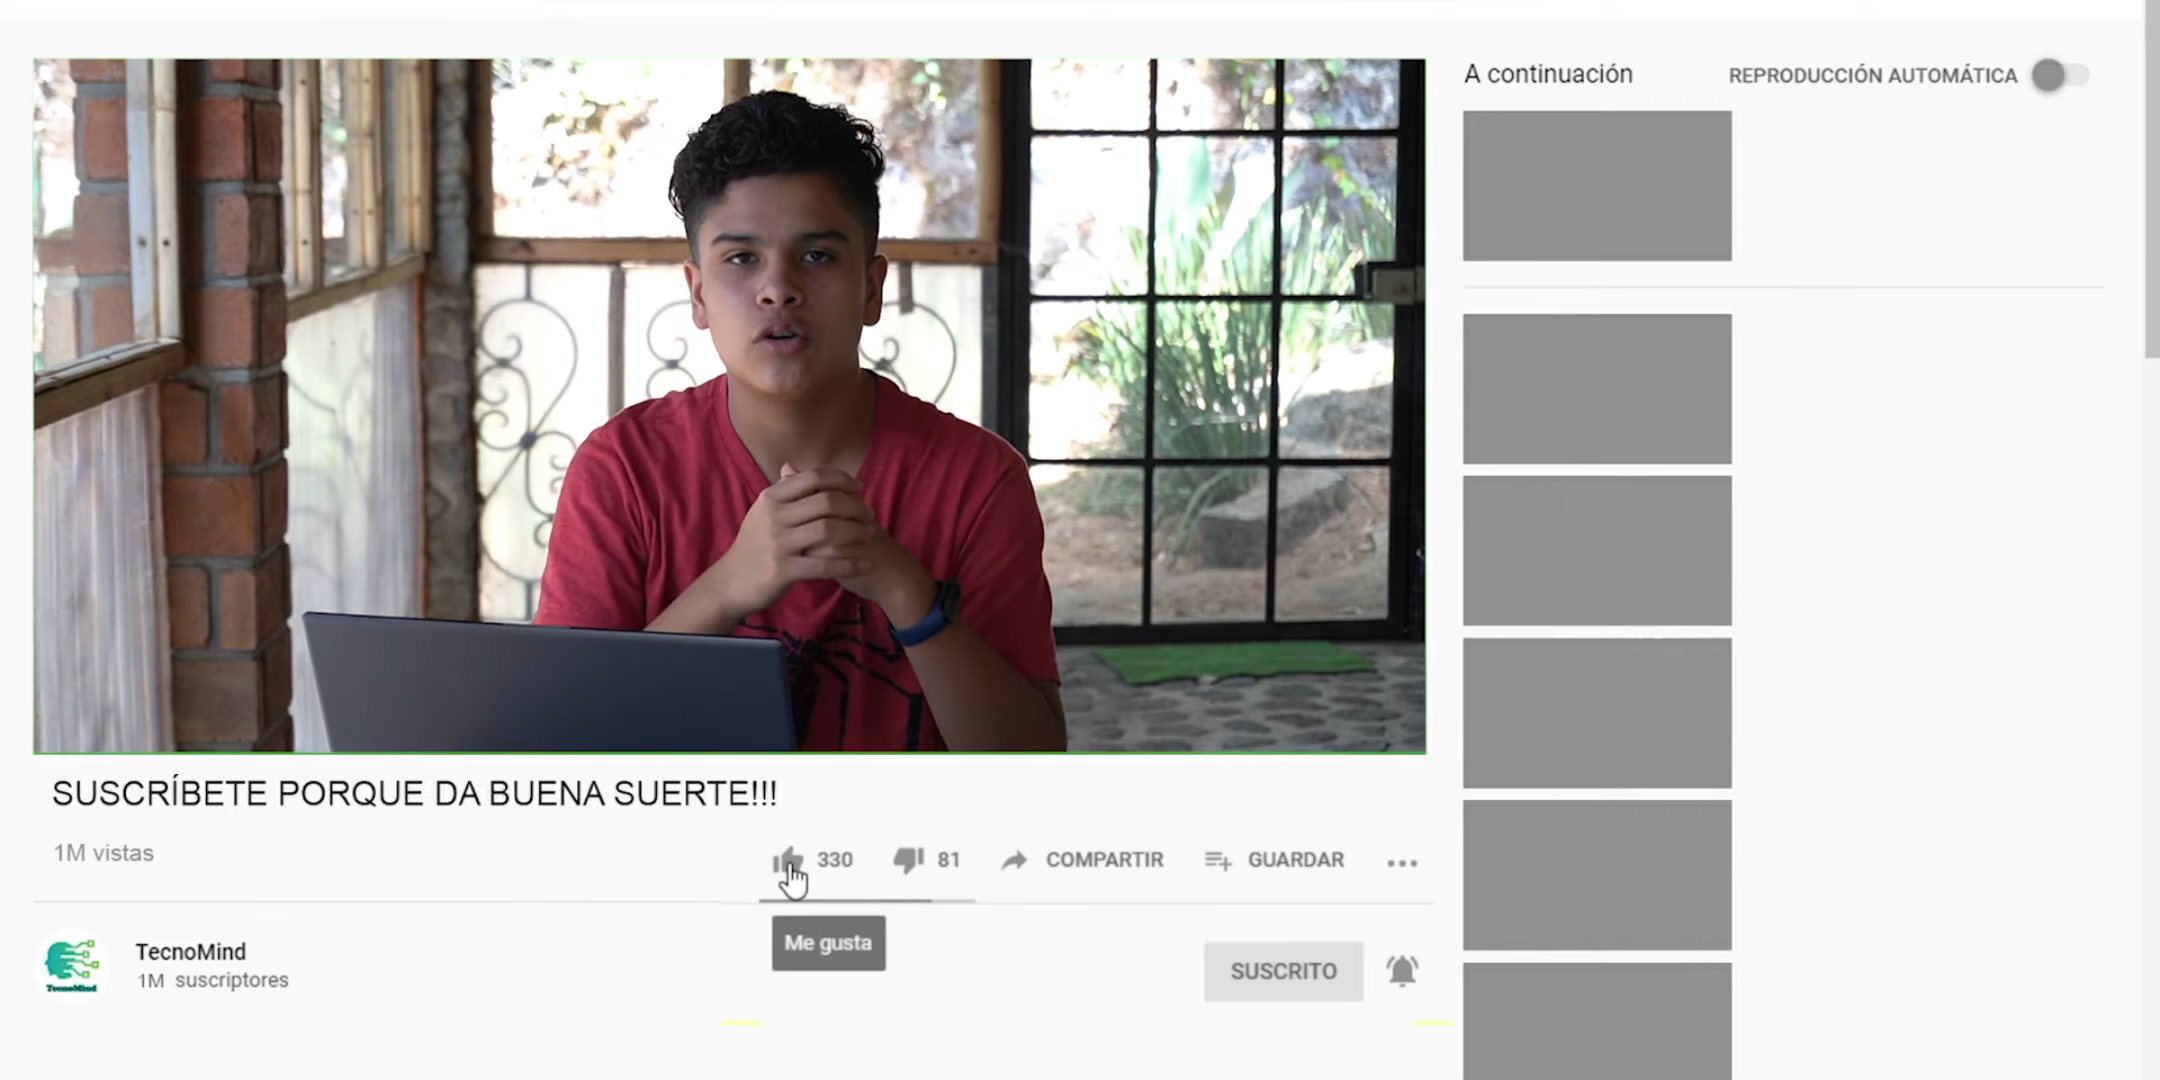 A continuación
REPRODUCCIÓN AUTOMÁTICA
SUSCRÍBETE PORQUE DA BUENA SUERTE!!!
1M vistas
330
81
COMPARTIR
GUARDAR
Me gusta
TecnoMind
TecnoMind
1M suscriptores
SUSCRITO